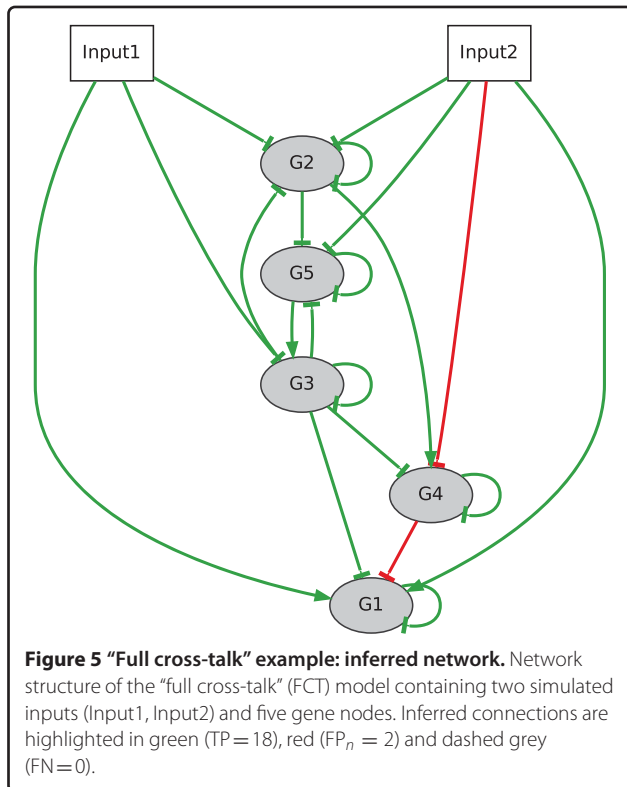 Input1
Input2
G2
G5
G3
G4
G1
Figure 5 “Full cross-talk” example: inferred network. Network
structure of the “full cross-talk” (FCT) model containing two simulated
inputs (Input1, Input2) and five gene nodes. Inferred connections are
highlighted in green (TP = 18), red (FPn = 2) and dashed grey
(FN = 0).